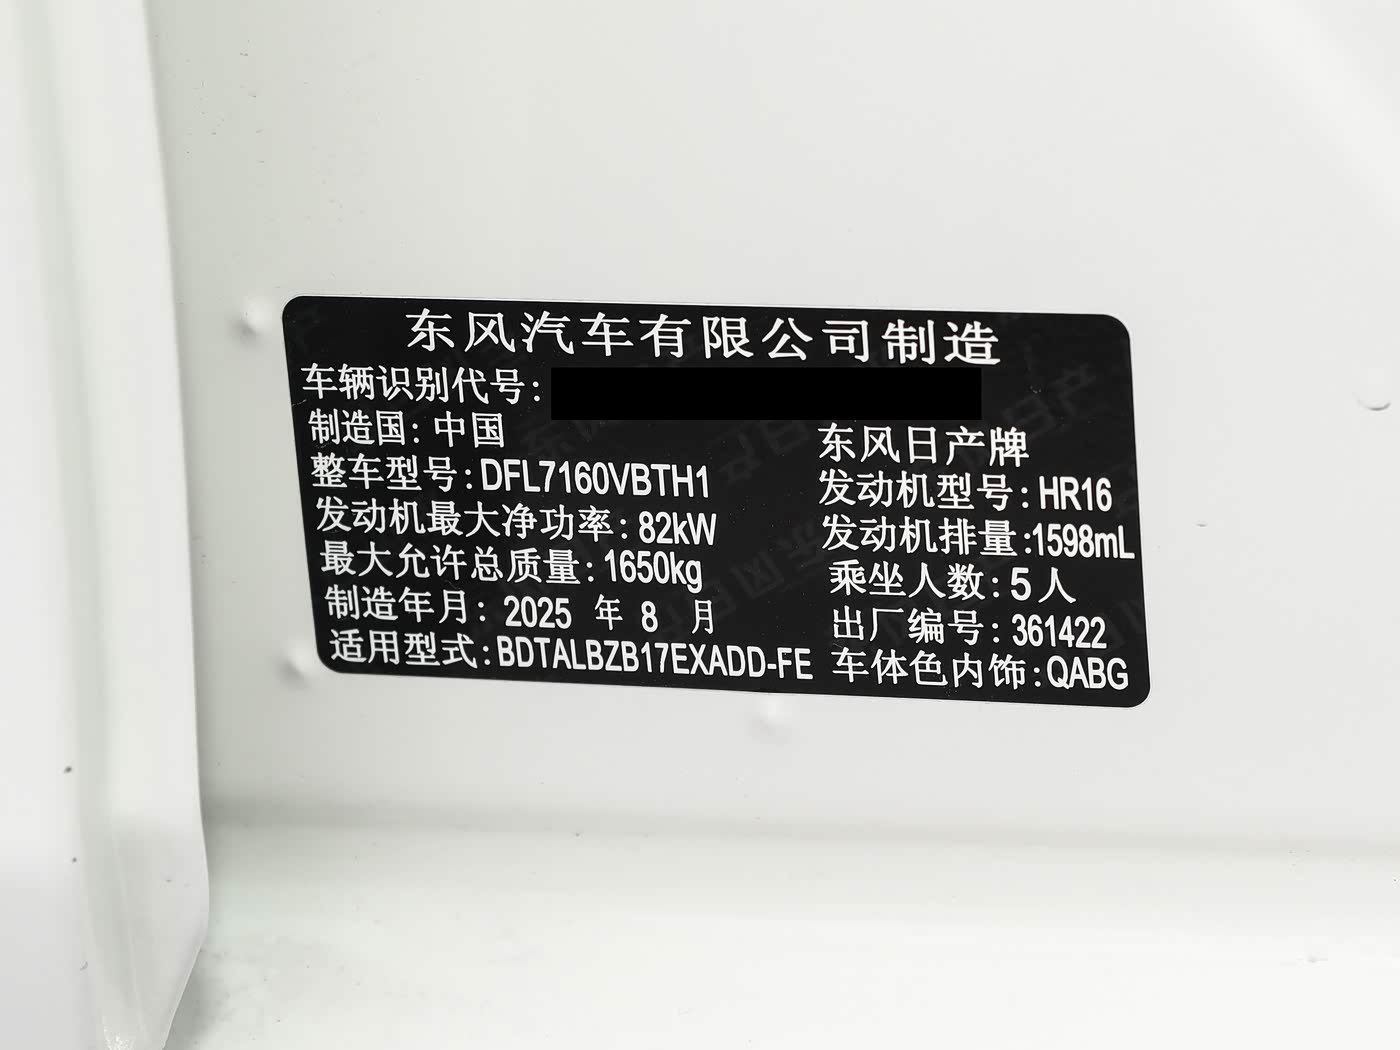 东风汽车有限公司制造
车辆识别代号:
制造国: 中国
东风日产牌
整车型号:DFL7160VBTH1
发动机型号:HR16
发动机最大净功率:82kW
发动机排量:1598mL
最大允许总质量:1650kg
乘坐人数:5人
制造年月: 2025 年 8 月
出厂编号:361422
适用型式:BDTALBZB17EXADD-FE
车体色内饰:QABG